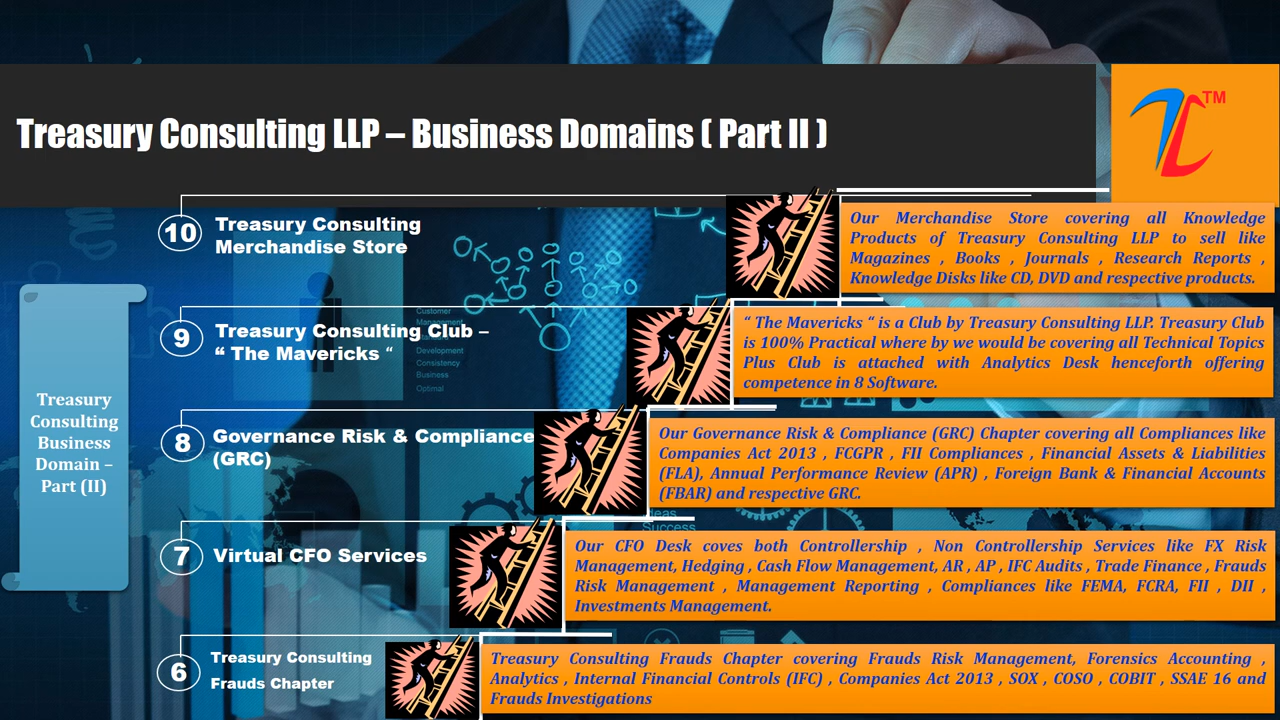 Treasury Consulting LLP – Business Domains ( Part II )
TM
10
Treasury Consulting
Merchandise Store
Our Merchandise Store covering all Knowledge
Products of Treasury Consulting LLP to sell like
Magazines , Books , Journals , Research Reports ,
Knowledge Disks like CD, DVD and respective products.
9
Treasury Consulting Club –
“ The Mavericks “
“ The Mavericks “ is a Club by Treasury Consulting LLP. Treasury Club
is 100% Practical where by we would be covering all Technical Topics
Plus Club is attached with Analytics Desk henceforth offering
competence in 8 Software.
Customer
Development
Consistency
Business
Optimal
Treasury
Consulting
Business
Domain –
Part (II)
8
Governance Risk & Compliance
(GRC)
Our Governance Risk & Compliance (GRC) Chapter covering all Compliances like
Companies Act 2013 , FCGPR , FII Compliances , Financial Assets & Liabilities
(FLA), Annual Performance Review (APR) , Foreign Bank & Financial Accounts
(FBAR) and respective GRC.
Success
7
Virtual CFO Services
Our CFO Desk coves both Controllership , Non Controllership Services like FX Risk
Management, Hedging , Cash Flow Management, AR , AP , IFC Audits , Trade Finance , Frauds
Risk Management , Management Reporting , Compliances like FEMA, FCRA, FII , DII ,
Investments Management.
6
Treasury Consulting
Frauds Chapter
Treasury Consulting Frauds Chapter covering Frauds Risk Management, Forensics Accounting ,
Analytics , Internal Financial Controls (IFC) , Companies Act 2013 , SOX , COSO , COBIT , SSAE 16 and
Frauds Investigations